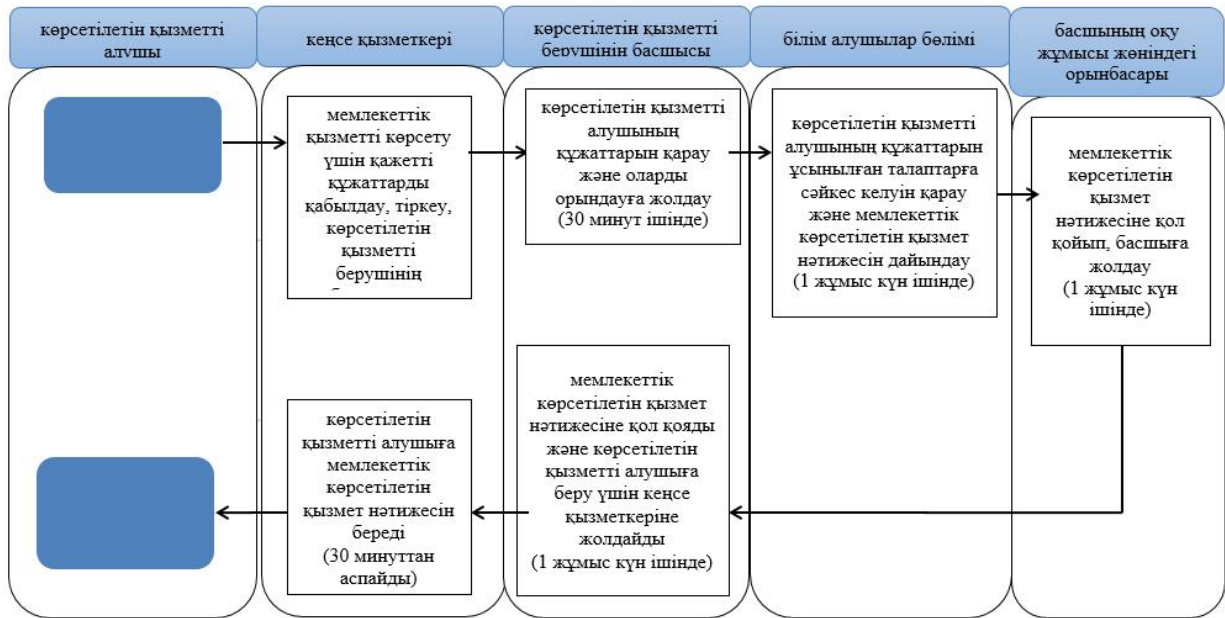 көрсетілетін қызметті
алушы
кеңсе қызметкері
көрсетілетін қызметті
берушінің басшысы
білім алушылар бөлімі
басшының оқу
жұмысы жөніндегі
орынбасары
мемлекеттік
қызметті көрсету
үшін қажетті
құжаттарды
қабылдау, тіркеу,
көрсетілетін
қызметті
берушінің
көрсетілетін қызметті
алушының
құжаттарын қарау
және оларды
орындауға жолдау
(30 минут ішінде)
көрсетілетін қызметті
алушының құжаттарын
ұсынылған талаптарға
сәйкес келуін қарау
және мемлекеттік
көрсетілетін қызмет
нәтижесін дайындау
(1 жұмыс күн ішінде)
мемлекеттік
көрсетілетін
қызмет
нәтижесіне қол
қойып, басшыға
жолдау
(1 жұмыс күн
ішінде)
көрсетілетін
қызметті алушыға
мемлекеттік
көрсетілетін
қызмет нәтижесін
береді
(30 минуттан
аспайды)
мемлекеттік
көрсетілетін қызмет
нәтижесіне қол қояды
және көрсетілетін
қызметті алушыға
беру үшін кеңсе
қызметкеріне
жолдайды
(1 жұмыс күн ішінде)